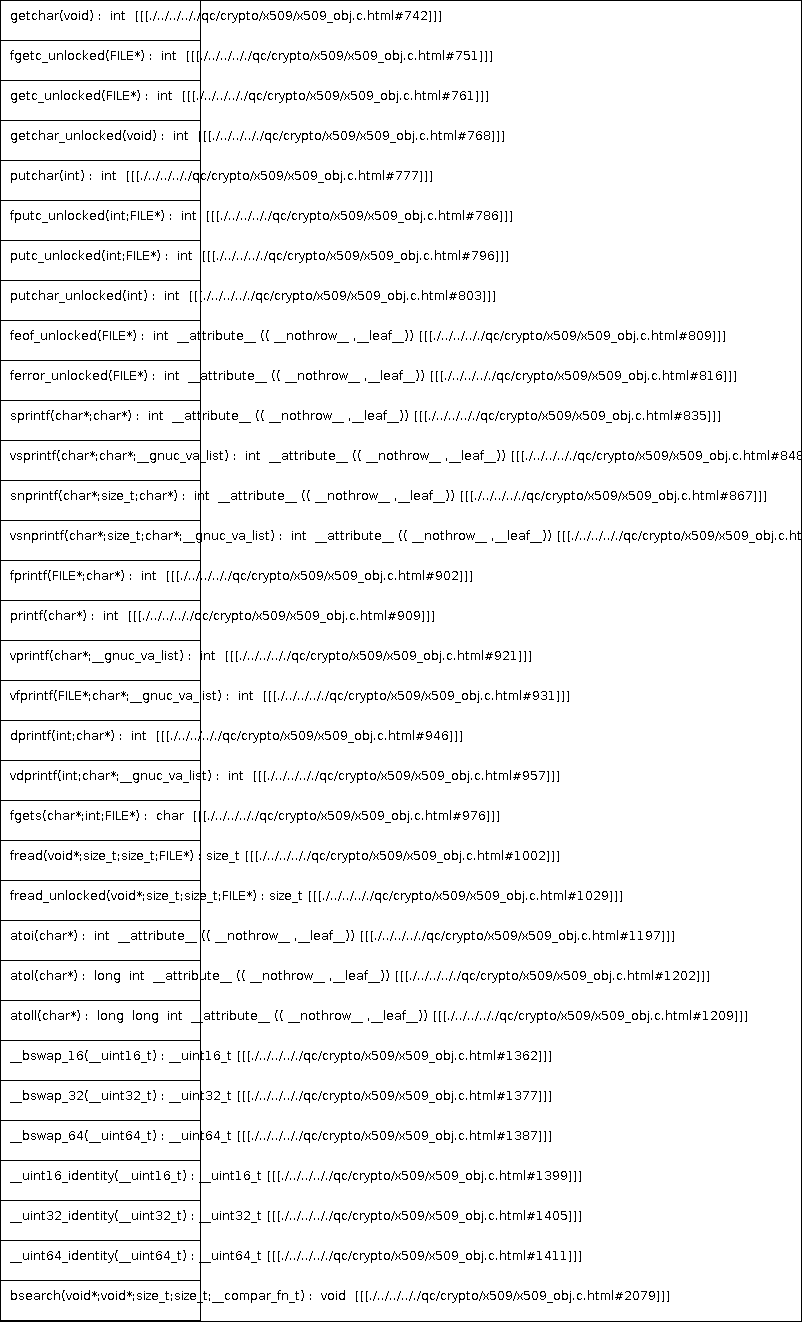 getchar(void) : int [[[./../../././qc/crypto/x509/x509_obj.c.html#742]]]
fgetc_unlocked(FILE*) : int [[[./../../././qc/crypto/x509/x509_obj.c.html#751]]]
getc_unlocked(FILE*) : int [[[./../../././qc/crypto/x509/x509_obj.c.html#761]]]
getchar_unlocked(void) : int [[[./../../././qc/crypto/x509/x509_obj.c.html#768]]]
putchar(int) : int [[[./../../././qc/crypto/x509/x509_obj.c.html#777]]]
fputc_unlocked(int;FILE*) : int [[[./../../././qc/crypto/x509/x509_obj.c.html#786]]]
putc_unlocked(int;FILE*) : int [[[./../../././qc/crypto/x509/x509_obj.c.html#796]]]
putchar_unlocked(int) : int [[[./../../././qc/crypto/x509/x509_obj.c.html#803]]]
feof_unlocked(FILE*) : int __attribute__ (( __nothrow__ ,__leaf__)) [[[./../../././qc/crypto/x509/x509_obj.c.html#809]]]
ferror_unlocked(FILE*) : int __attribute__ (( __nothrow__ ,__leaf__)) [[[./../../././qc/crypto/x509/x509_obj.c.html#816]]]
sprintf(char*;char*) : int __attribute__ (( __nothrow__ ,__leaf__)) [[[./../../././qc/crypto/x509/x509_obj.c.html#835]]]
vsprintf(char*;char*;__gnuc_va_list) : int __attribute__ (( __nothrow__ ,__leaf__)) [[[./../../././qc/crypto/x509/x509_obj.c.html#848
snprintf(char*;size_t;char*) : int __attribute__ (( __nothrow__ ,__leaf__)) [[[./../../././qc/crypto/x509/x509_obj.c.html#867]]]
vsnprintf(char*;size_t;char*;__gnuc_va_list) : int __attribute__ (( __nothrow__ ,__leaf__)) [[[./../../././qc/crypto/x509/x509_obj.c.ht
fprintf(FILE*;char*) : int [[[./../../././qc/crypto/x509/x509_obj.c.html#902]]]
printf(char*) : int [[[./../../././qc/crypto/x509/x509_obj.c.html#909]]]
vprintf(char*;__gnuc_va_list) : int [[[./../../././qc/crypto/x509/x509_obj.c.html#921]]]
vfprintf(FILE*;char*;__gnuc_va_list) : int [[[./../../././qc/crypto/x509/x509_obj.c.html#931]]]
dprintf(int;char*) : int [[[./../../././qc/crypto/x509/x509_obj.c.html#946]]]
vdprintf(int;char*;__gnuc_va_list) : int [[[./../../././qc/crypto/x509/x509_obj.c.html#957]]]
fgets(char*;int;FILE*) : char [[[./../../././qc/crypto/x509/x509_obj.c.html#976]]]
fread(void*;size_t;size_t;FILE*) : size_t [[[./../../././qc/crypto/x509/x509_obj.c.html#1002]]]
fread_unlocked(void*;size_t;size_t;FILE*) : size_t [[[./../../././qc/crypto/x509/x509_obj.c.html#1029]]]
atoi(char*) : int __attribute__ (( __nothrow__ ,__leaf__)) [[[./../../././qc/crypto/x509/x509_obj.c.html#1197]]]
atol(char*) : long int __attribute__ (( __nothrow__ ,__leaf__)) [[[./../../././qc/crypto/x509/x509_obj.c.html#1202]]]
atoll(char*) : long long int __attribute__ (( __nothrow__ ,__leaf__)) [[[./../../././qc/crypto/x509/x509_obj.c.html#1209]]]
__bswap_16(__uint16_t) : __uint16_t [[[./../../././qc/crypto/x509/x509_obj.c.html#1362]]]
__bswap_32(__uint32_t) : __uint32_t [[[./../../././qc/crypto/x509/x509_obj.c.html#1377]]]
__bswap_64(__uint64_t) : __uint64_t [[[./../../././qc/crypto/x509/x509_obj.c.html#1387]]]
__uint16_identity(__uint16_t) : __uint16_t [[[./../../././qc/crypto/x509/x509_obj.c.html#1399]]]
__uint32_identity(__uint32_t) : __uint32_t [[[./../../././qc/crypto/x509/x509_obj.c.html#1405]]]
__uint64_identity(__uint64_t) : __uint64_t [[[./../../././qc/crypto/x509/x509_obj.c.html#1411]]]
bsearch(void*;void*;size_t;size_t;__compar_fn_t) : void [[[./../../././qc/crypto/x509/x509_obj.c.html#2079]]]